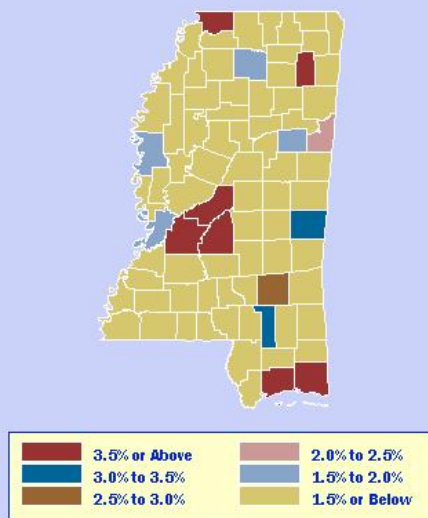 3.5% or Above
2.0% to 2.5%
3.0% to 3.5%
1.5% to 2.0%
2.5% to 3.0%
1.5% or Below